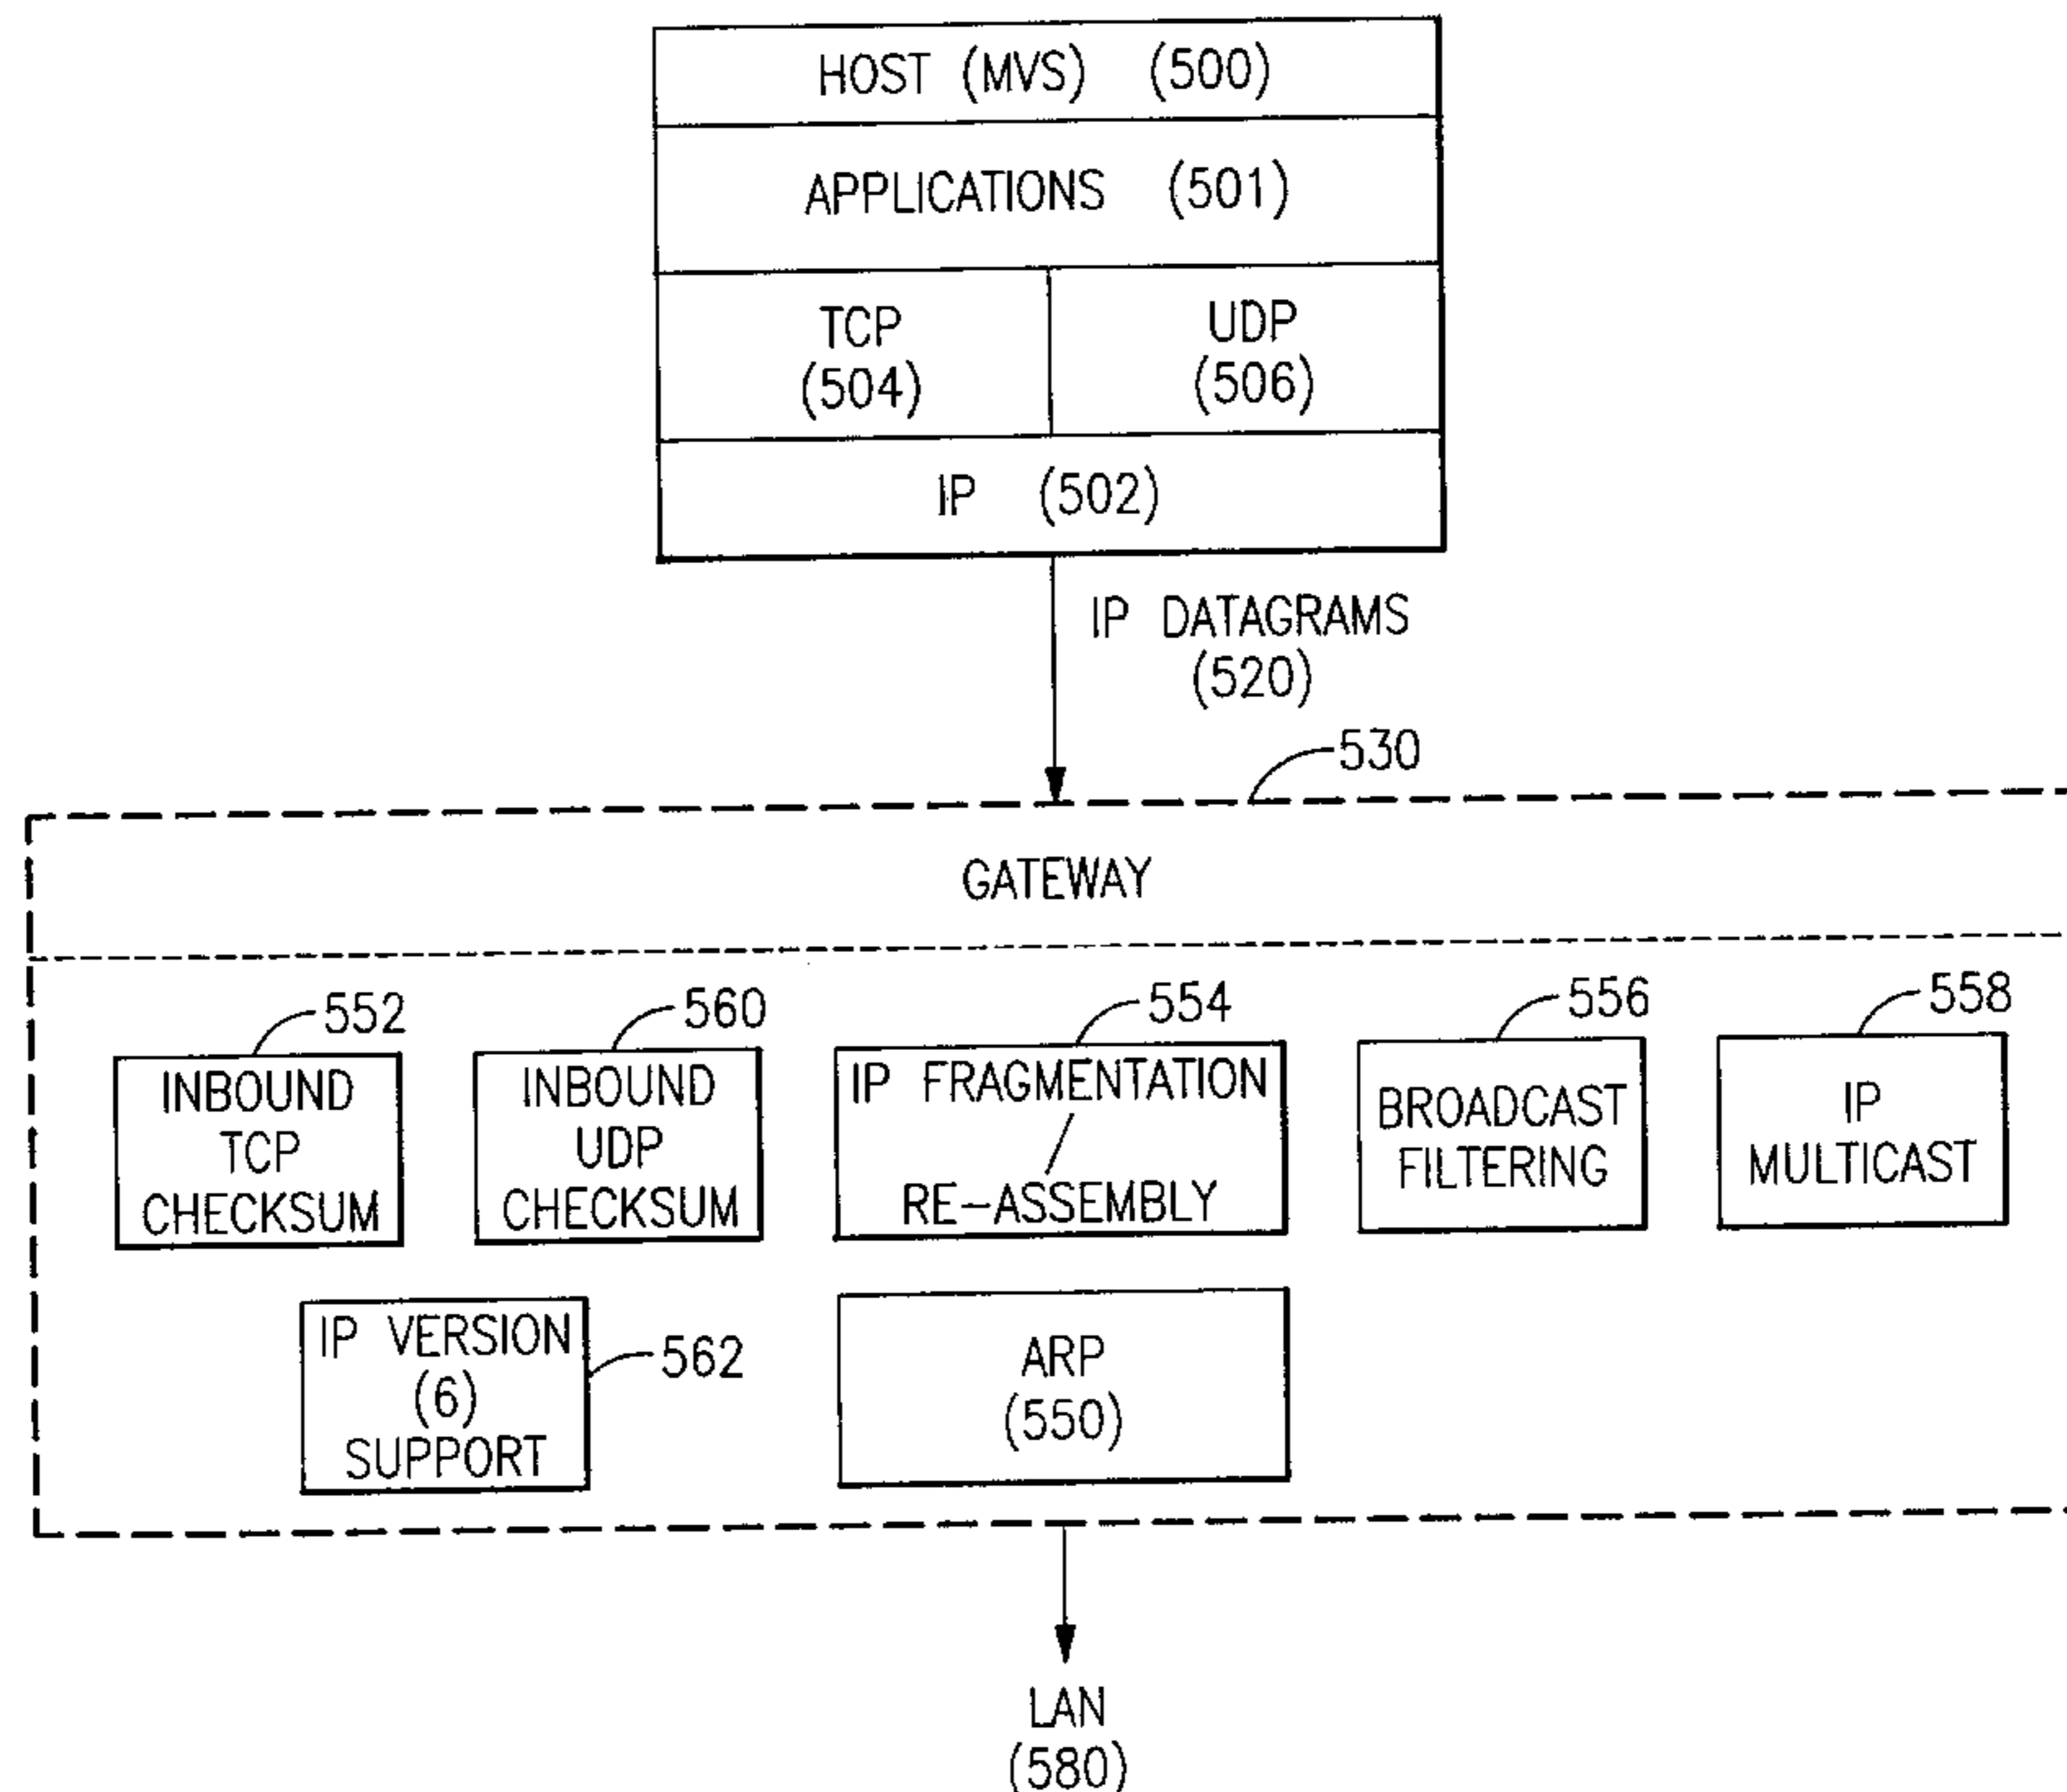 HOST (MVS) (500)
APPLICATIONS (501)
TCP
(504)
UDP
(506)
IP (502)
IP DATAGRAMS
(520)
530
GATEWAY
552
INBOUND
TCP
CHECKSUM
560
INBOUND
UDP
CHECKSUM
554
IP FRAGMENTATION
/
RE-ASSEMBLY
556
BROADCAST
FILTERING
558
IP
MULTICAST
IP VERSION
(6)
SUPPORT
562
ARP
(550)
LAN
(580)